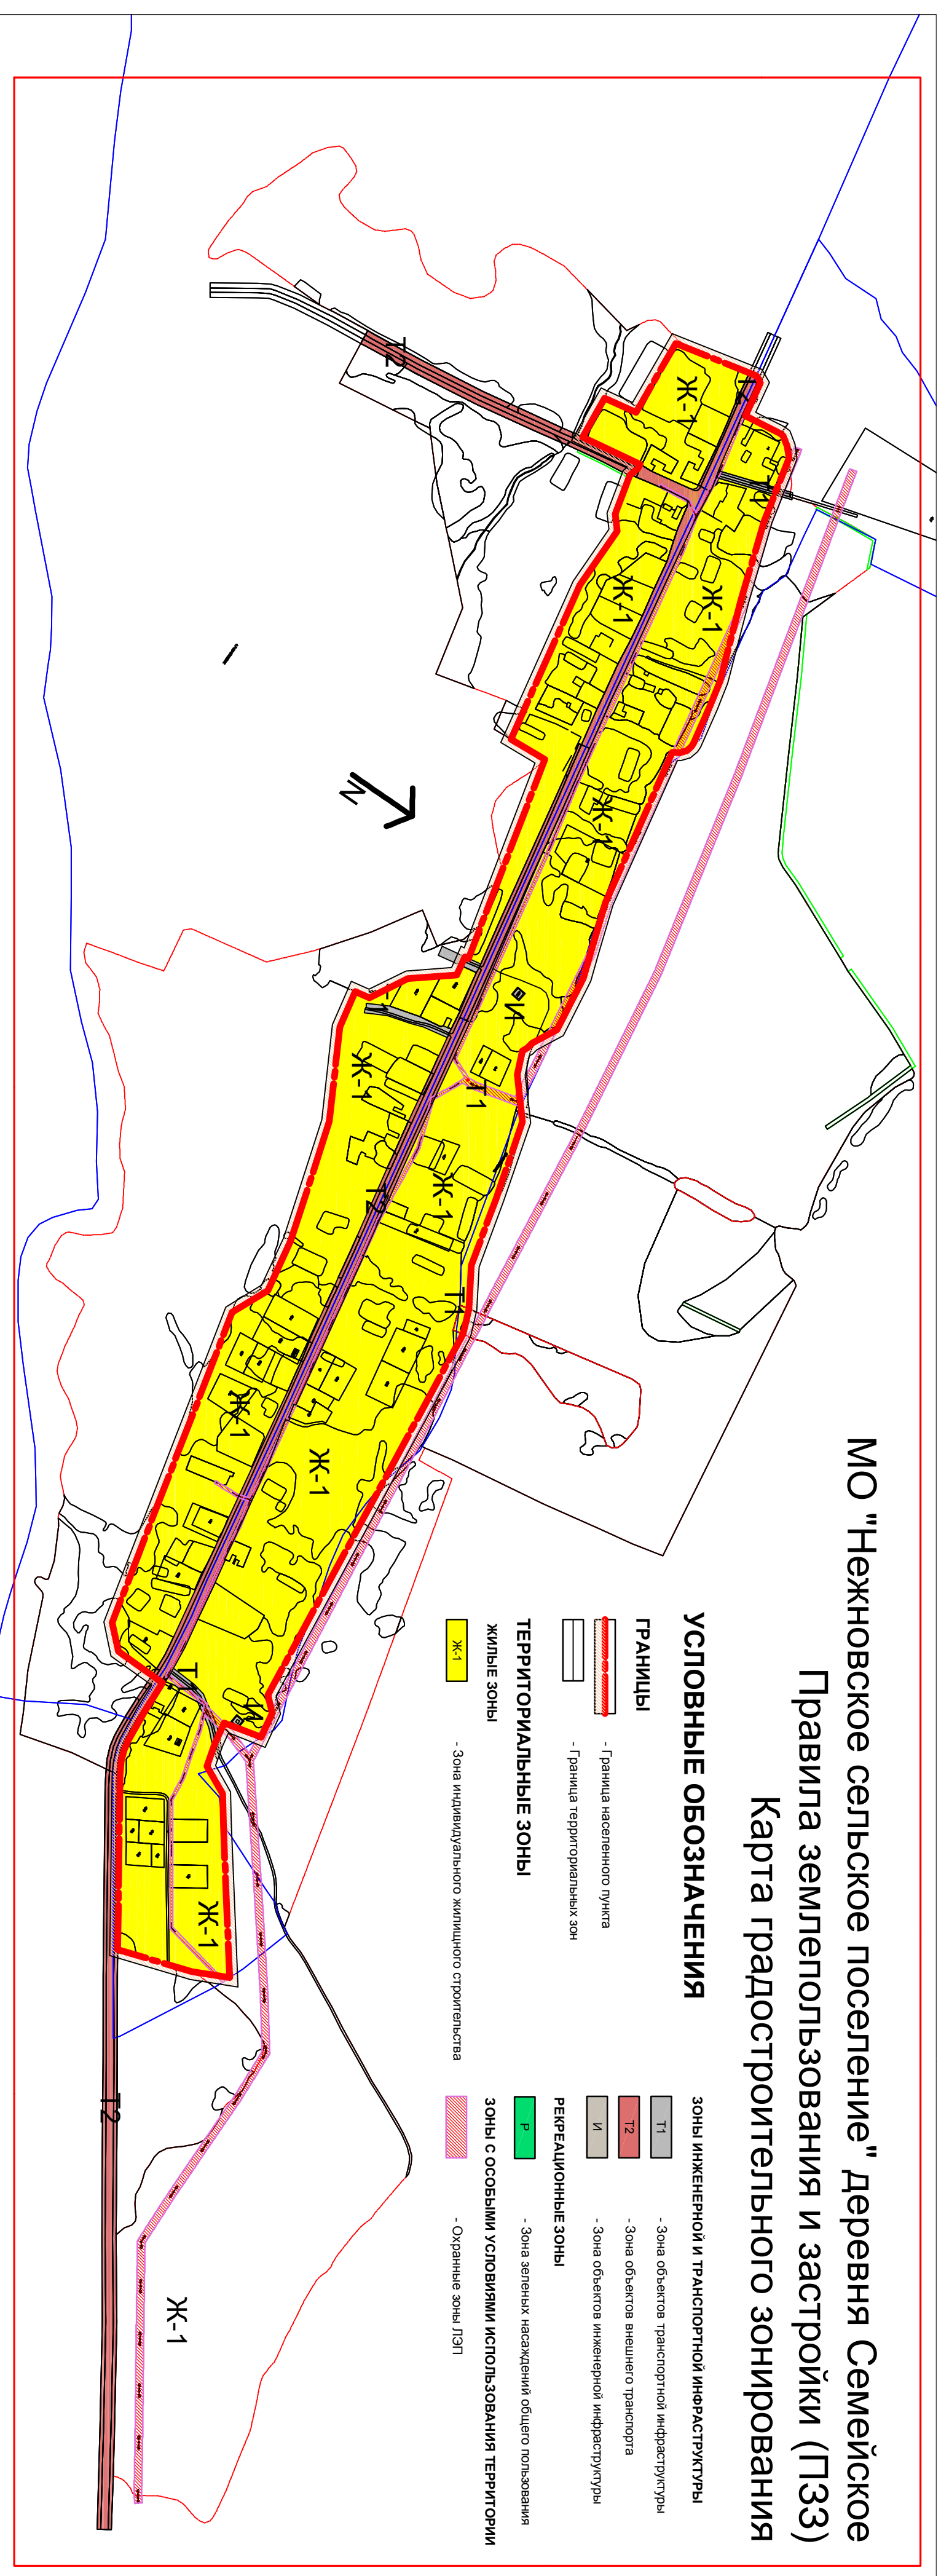 МО "Нежновское сельское поселение" деревня Семейское
Правила землепользования и застройки (ПЗЗ)
Карта градостроительного зонирования
УСЛОВНЫЕ ОБОЗНАЧЕНИЯ
ГРАНИЦЫ
- Граница населенного пункта
- Граница территориальных зон
ТЕРРИТОРИАЛЬНЫЕ ЗОНЫ
ЖИЛЫЕ ЗОНЫ
Ж-1
- Зона индивидуального жилищного строительства
ЗОНЫ ИНЖЕНЕРНОЙ И ТРАНСПОРТНОЙ ИНФРАСТРУКТУРЫ
Т1
- Зона объектов транспортной инфраструктуры
Т2
- Зона объектов внешнего транспорта
И
- Зона объектов инженерной инфраструктуры
РЕКРЕАЦИОННЫЕ ЗОНЫ
Р
- Зона зеленых насаждений общего пользования
ЗОНЫ С ОСОБЫМИ УСЛОВИЯМИ ИСПОЛЬЗОВАНИЯ ТЕРРИТОРИИ
- Охранные зоны ЛЭП
Т2
Ж-1
Т2
Т1
Ж-1
Ж-1
Ж-1
N
И
Ж-1
Т1
Т2
Ж-1
Т1
Ж-1
Ж-1
Т1
И
Ж-1
Т2
Ж-1